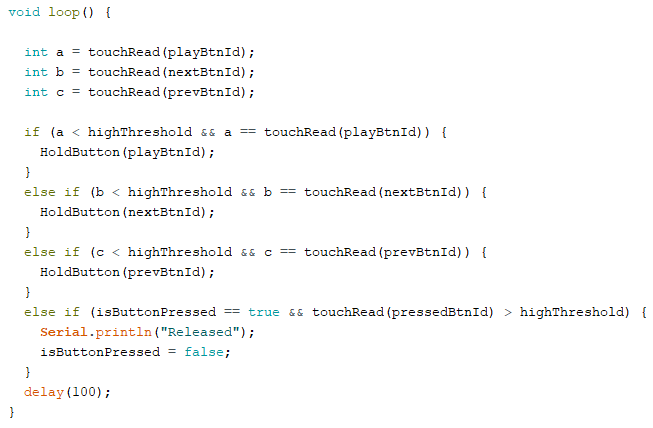 void loop() {
int a = touchRead(playBtnId);
int b = touchRead(nextBtnId);
int c = touchRead(prevBtnId);
if (a < highThreshold && a == touchRead(playBtnId)) {
HoldButton(playBtnId);
}
else if (b < highThreshold && b == touchRead(nextBtnId)) {
HoldButton(nextBtnId);
}
else if (c < highThreshold && c == touchRead(prevBtnId)) {
HoldButton(prevBtnId);
}
else if (isButtonPressed == true && touchRead(pressedBtnId) > highThreshold) {
Serial.println("Released");
isButtonPressed = false;
}
delay(100);
}